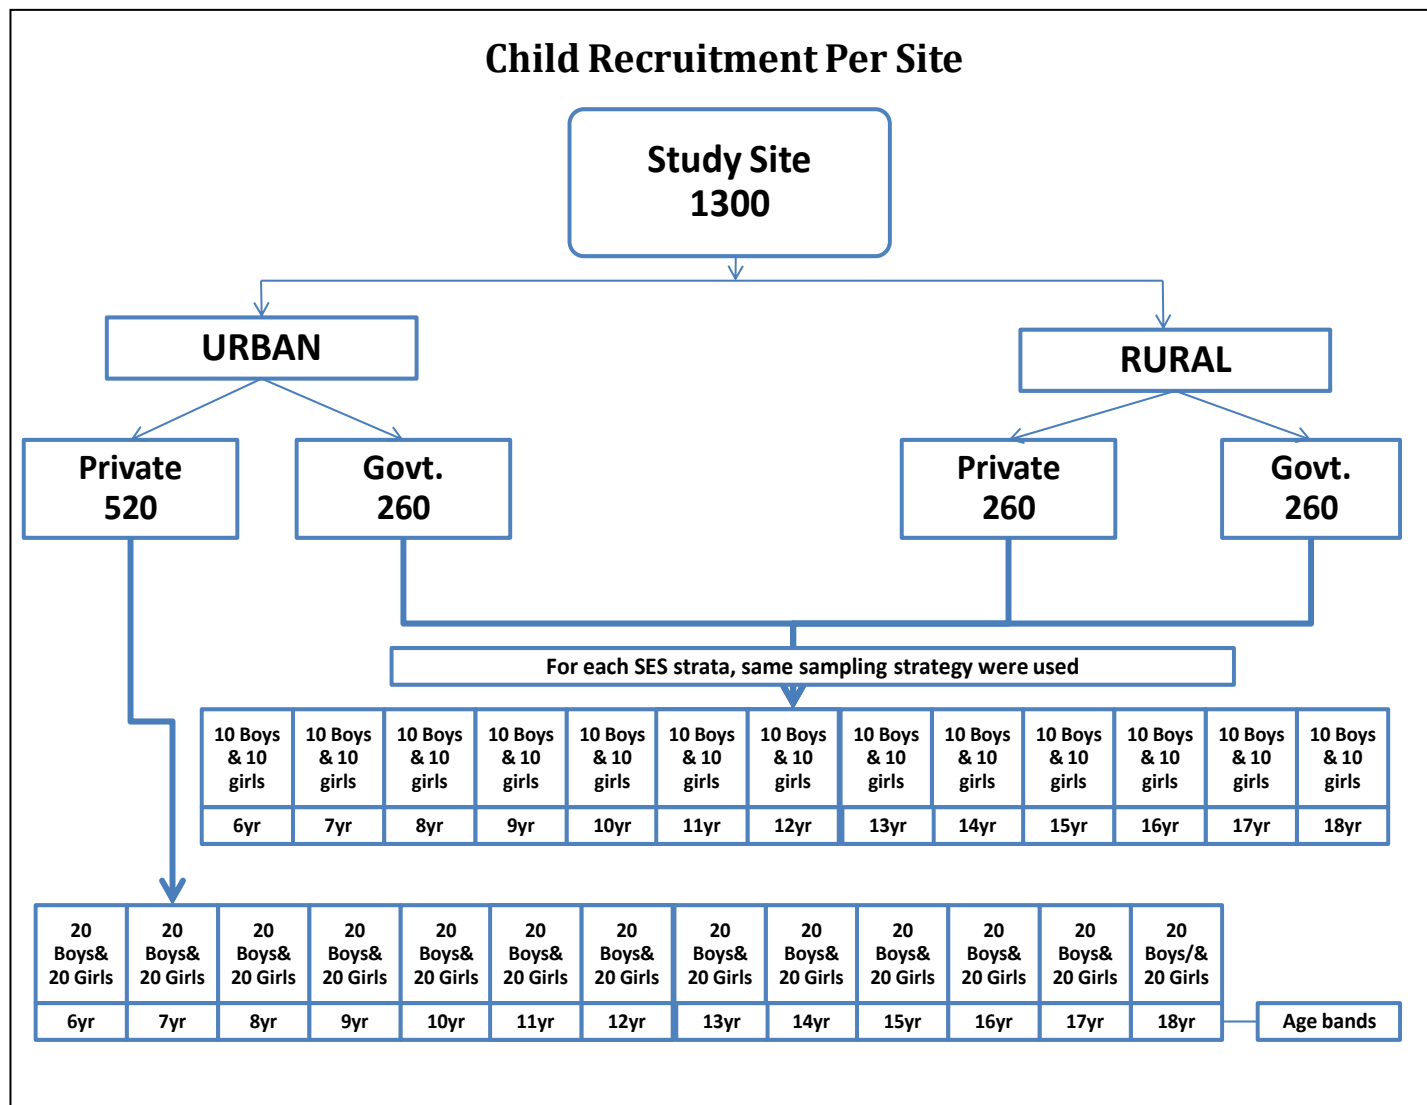 Child Recruitment Per Site
Study Site
1300
URBAN
RURAL
Private
520
Govt.
260
Private
260
Govt.
260
For each SES strata, same sampling strategy were used
10 Boys
& 10
girls
10 Boys
& 10
girls
10 Boys
& 10
girls
10 Boys
& 10
girls
10 Boys
& 10
girls
10 Boys
& 10
girls
10 Boys
& 10
girls
10 Boys
& 10
girls
10 Boys
& 10
girls
10 Boys
& 10
girls
10 Boys
& 10
girls
10 Boys
& 10
girls
10 Boys
& 10
girls
6yr
7yr
8yr
9yr
10yr
11yr
12yr
13yr
14yr
15yr
16yr
17yr
18yr
20
Boys&
20 Girls
20
Boys&
20 Girls
20
Boys&
20 Girls
20
Boys&
20 Girls
20
Boys&
20 Girls
20
Boys&
20 Girls
20
Boys&
20 Girls
20
Boys&
20 Girls
20
Boys&
20 Girls
20
Boys&
20 Girls
20
Boys&
20 Girls
20
Boys&
20 Girls
20
Boys/&
20 Girls
6yr
7yr
8yr
9yr
10yr
11yr
12yr
13yr
14yr
15yr
16yr
17yr
18yr
Age bands